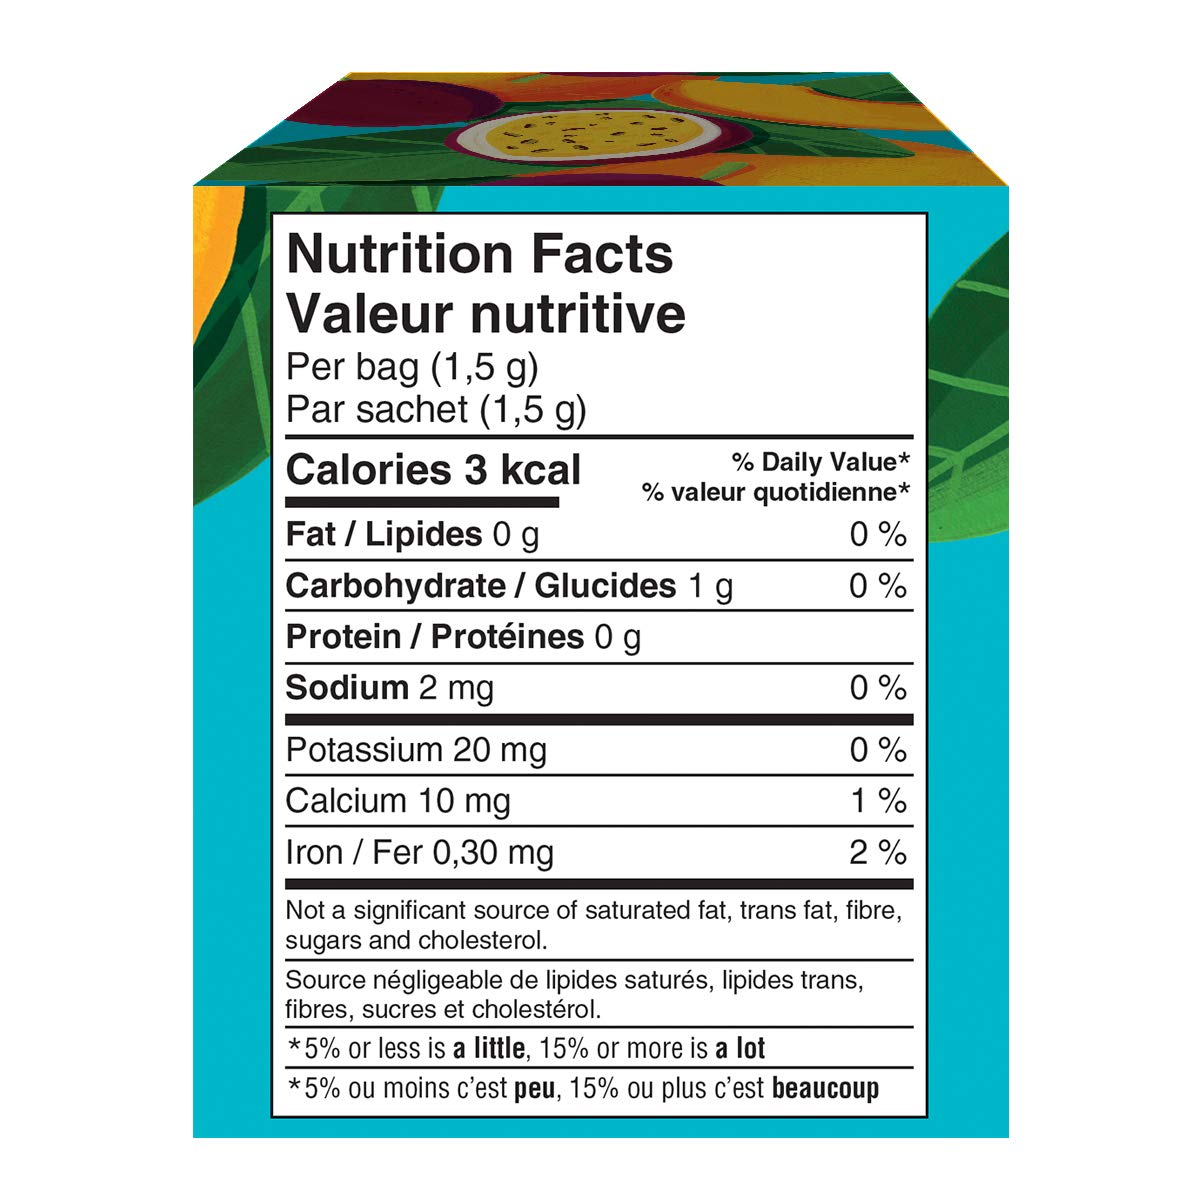 Nutrition Facts
Valeur nutritive
Per bag (1,5 g)
Par sachet (1,5 g)
Calories 3 kcal
% Daily Value*
% valeur quotidienne*
Fat / Lipides 0 g 0 %
Carbohydrate / Glucides 1 g 0 %
Protein / Protéines 0 g
Sodium 2 mg 0 %
Potassium 20 mg 0 %
Calcium 10 mg 1 %
Iron / Fer 0,30 mg 2 %
Not a significant source of saturated fat, trans fat, fibre,
sugars and cholesterol.
Source négligeable de lipides saturés, lipides trans,
fibres, sucres et cholestérol.
*5% or less is a little, 15% or more is a lot
*5% ou moins c'est peu, 15% ou plus c'est beaucoup